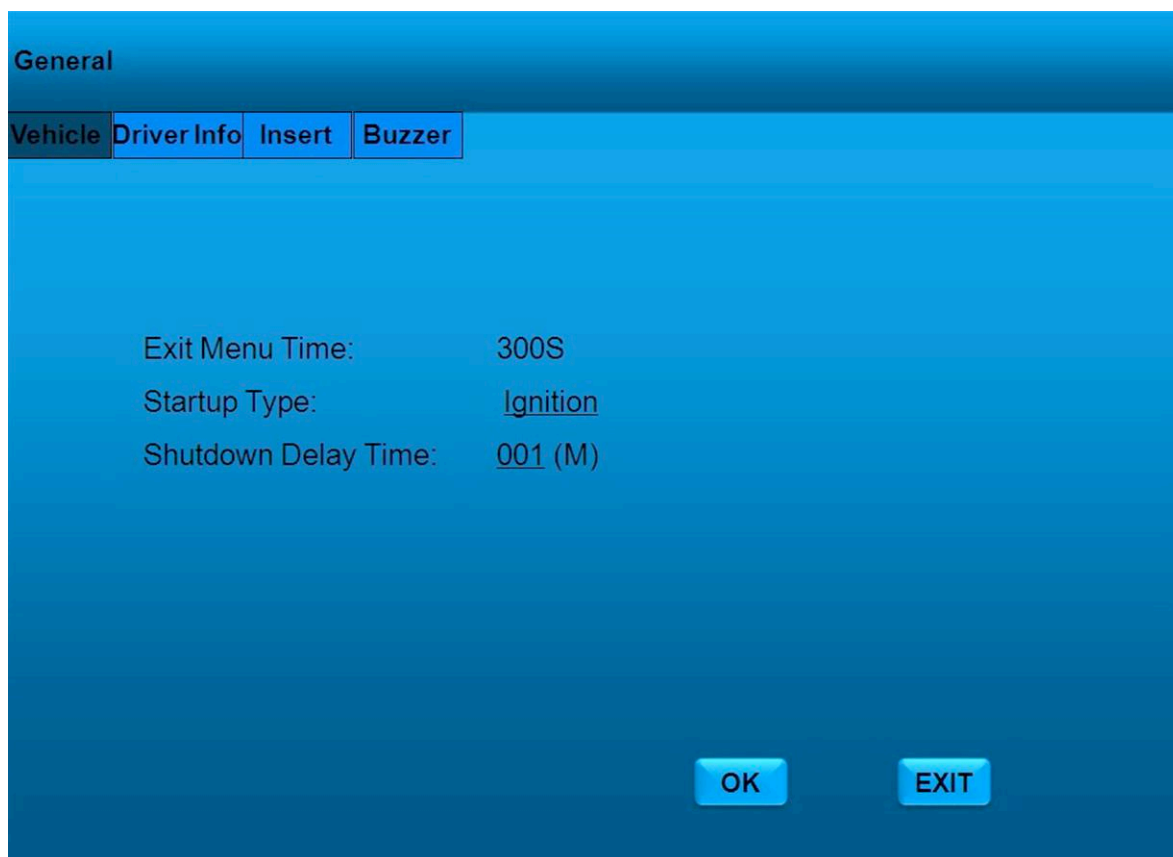 General
Vehicle Driver Info Insert Buzzer
Exit Menu Time: 300S
Startup Type: Ignition
Shutdown Delay Time: 001 (M)
OK EXIT